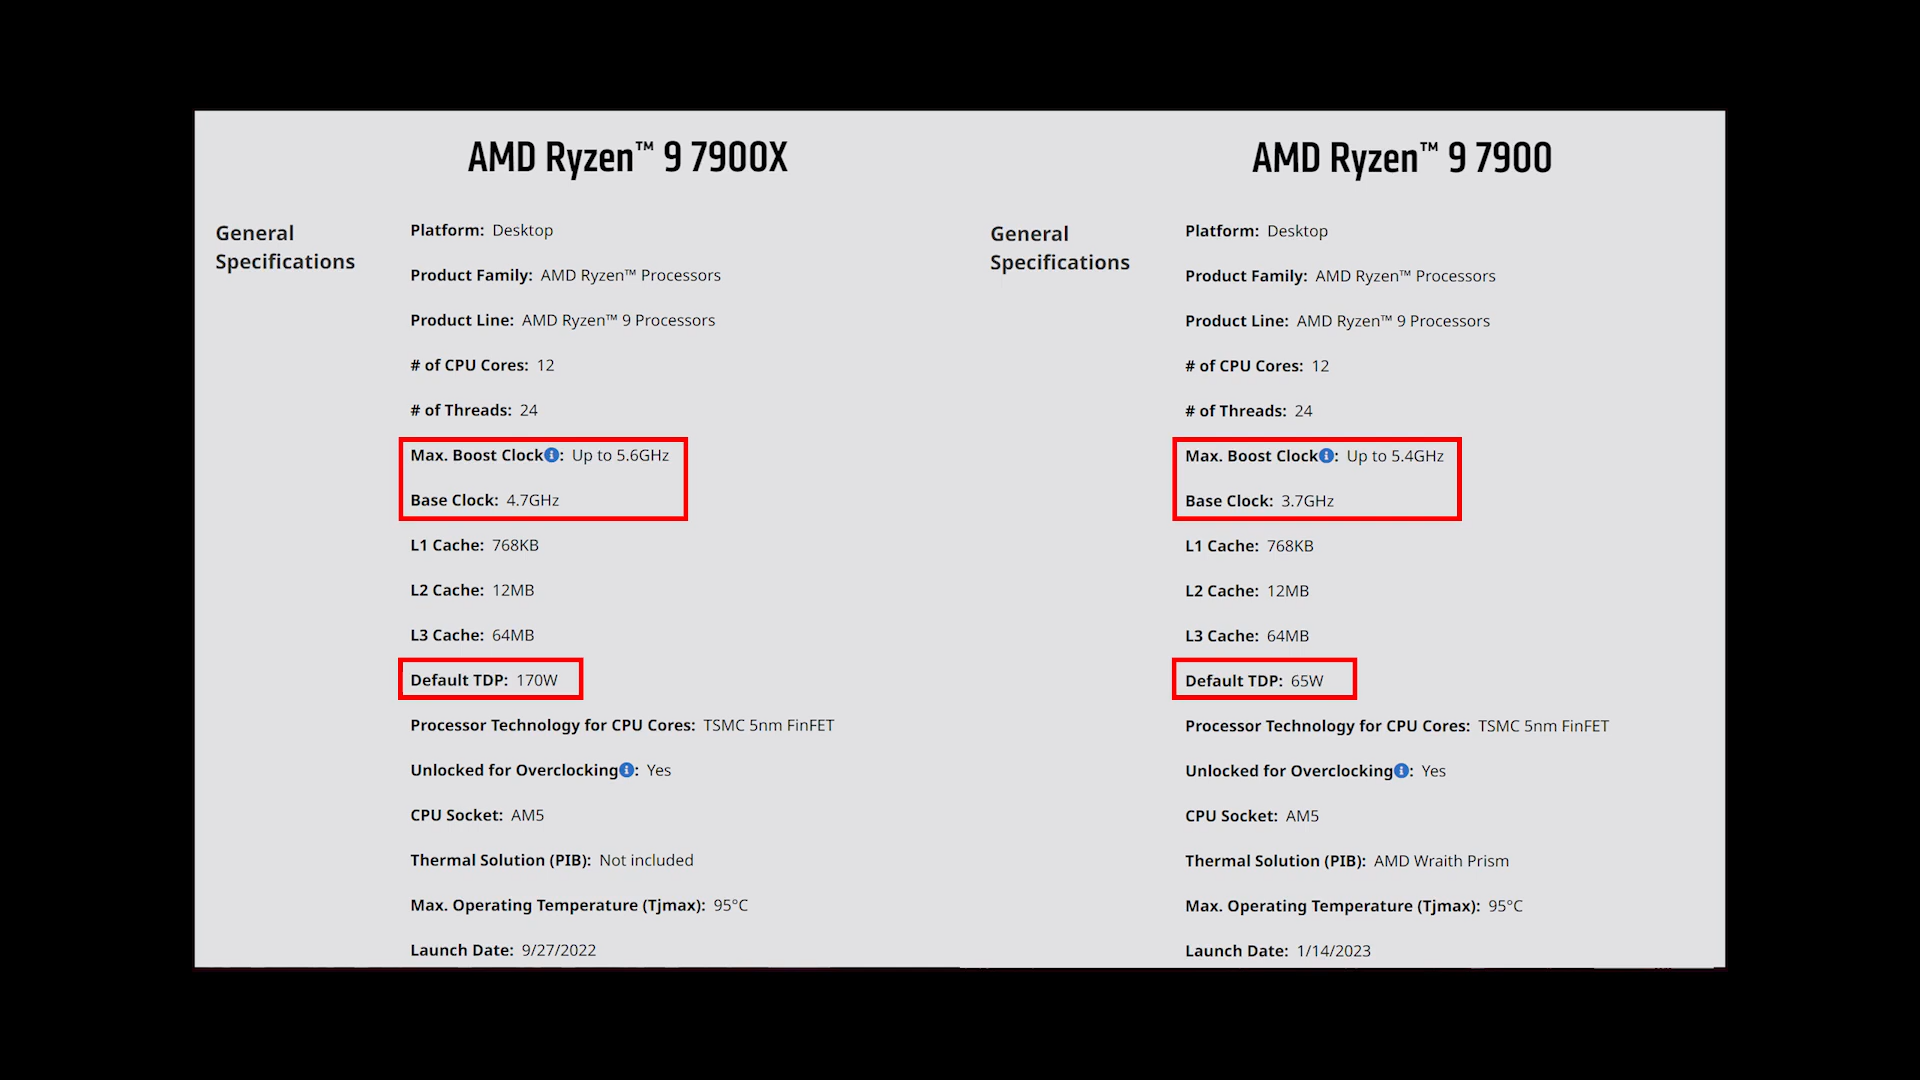 AMD Ryzen™ 9 7900X
General
Specifications
Platform: Desktop
Product Family: AMD Ryzen™ Processors
Product Line: AMD Ryzen™ 9 Processors
# of CPU Cores: 12
# of Threads: 24
Max. Boost Clock: Up to 5.6GHz
Base Clock: 4.7GHz
L1 Cache: 768KB
L2 Cache: 12MB
L3 Cache: 64MB
Default TDP: 170W
Processor Technology for CPU Cores: TSMC 5nm FinFET
Unlocked for Overclocking: Yes
CPU Socket: AM5
Thermal Solution (PIB): Not included
Max. Operating Temperature (Tjmax): 95°C
Launch Date: 9/27/2022
AMD Ryzen™ 9 7900
General
Specifications
Platform: Desktop
Product Family: AMD Ryzen™ Processors
Product Line: AMD Ryzen™ 9 Processors
# of CPU Cores: 12
# of Threads: 24
Max. Boost Clock: Up to 5.4GHz
Base Clock: 3.7GHz
L1 Cache: 768KB
L2 Cache: 12MB
L3 Cache: 64MB
Default TDP: 65W
Processor Technology for CPU Cores: TSMC 5nm FinFET
Unlocked for Overclocking: Yes
CPU Socket: AM5
Thermal Solution (PIB): AMD Wraith Prism
Max. Operating Temperature (Tjmax): 95°C
Launch Date: 1/14/2023